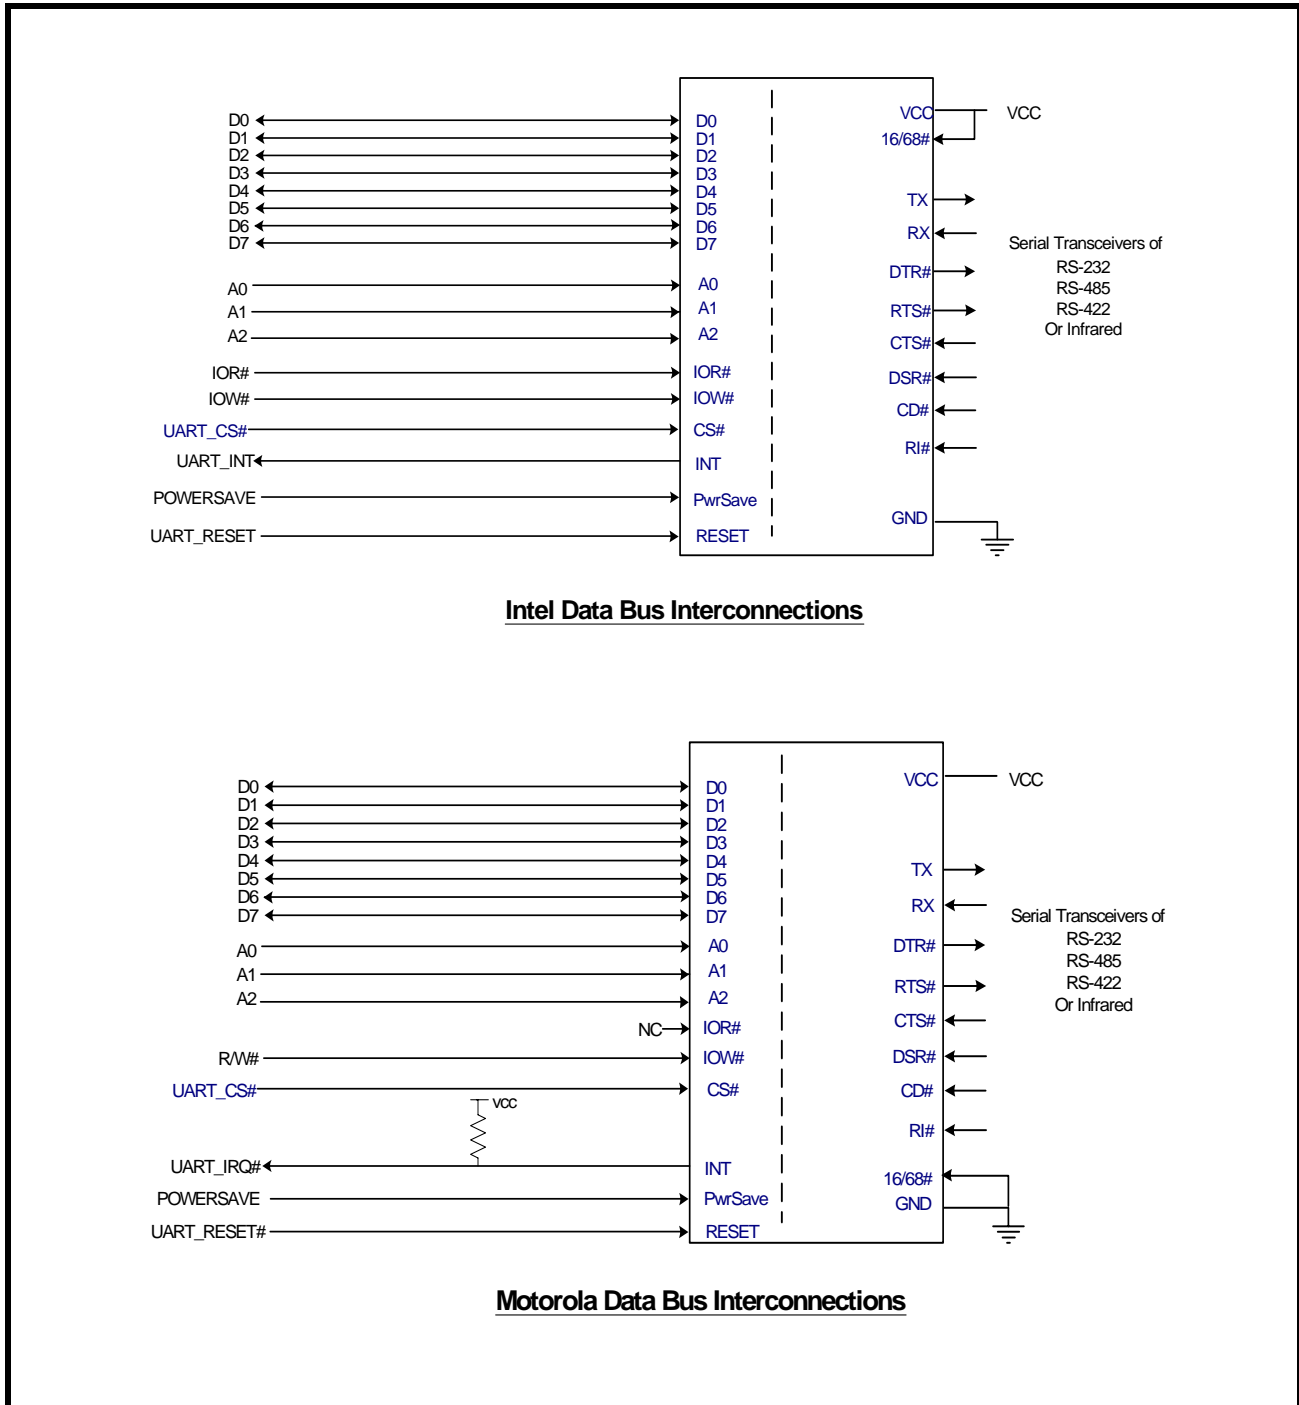 D0 D0 VCC VCC
D1 D1 16/68#
D2 D2
D3 D3
D4 D4 TX
D5 D5
D6 D6 RX
D7 D7 Serial Transceivers of
DTR# RS-232
A0 A0 RS-485
A1 A1 RTS# RS-422
A2 A2 CTS# Or Infrared
IOR# IOR# DSR#
IOW# IOW# CD#
UART_CS# CS#
RI#
UART_INT INT
POWERSAVE PwrSave
GND
UART_RESET RESET
Intel Data Bus Interconnections
D0 D0 VCC VCC
D1 D1
D2 D2
D3 D3
D4 D4 TX
D5 D5
D6 D6 RX
D7 D7 Serial Transceivers of
A0 A0 DTR# RS-232
RS-485
A1 A1 RTS# RS-422
A2 A2 Or Infrared
NC IOR# CTS#
R/W# IOW# DSR#
UART_CS# CS# CD#
VCC
RI#
UART_IRQ# INT
16/68#
POWERSAVE PwrSave GND
UART_RESET# RESET
Motorola Data Bus Interconnections